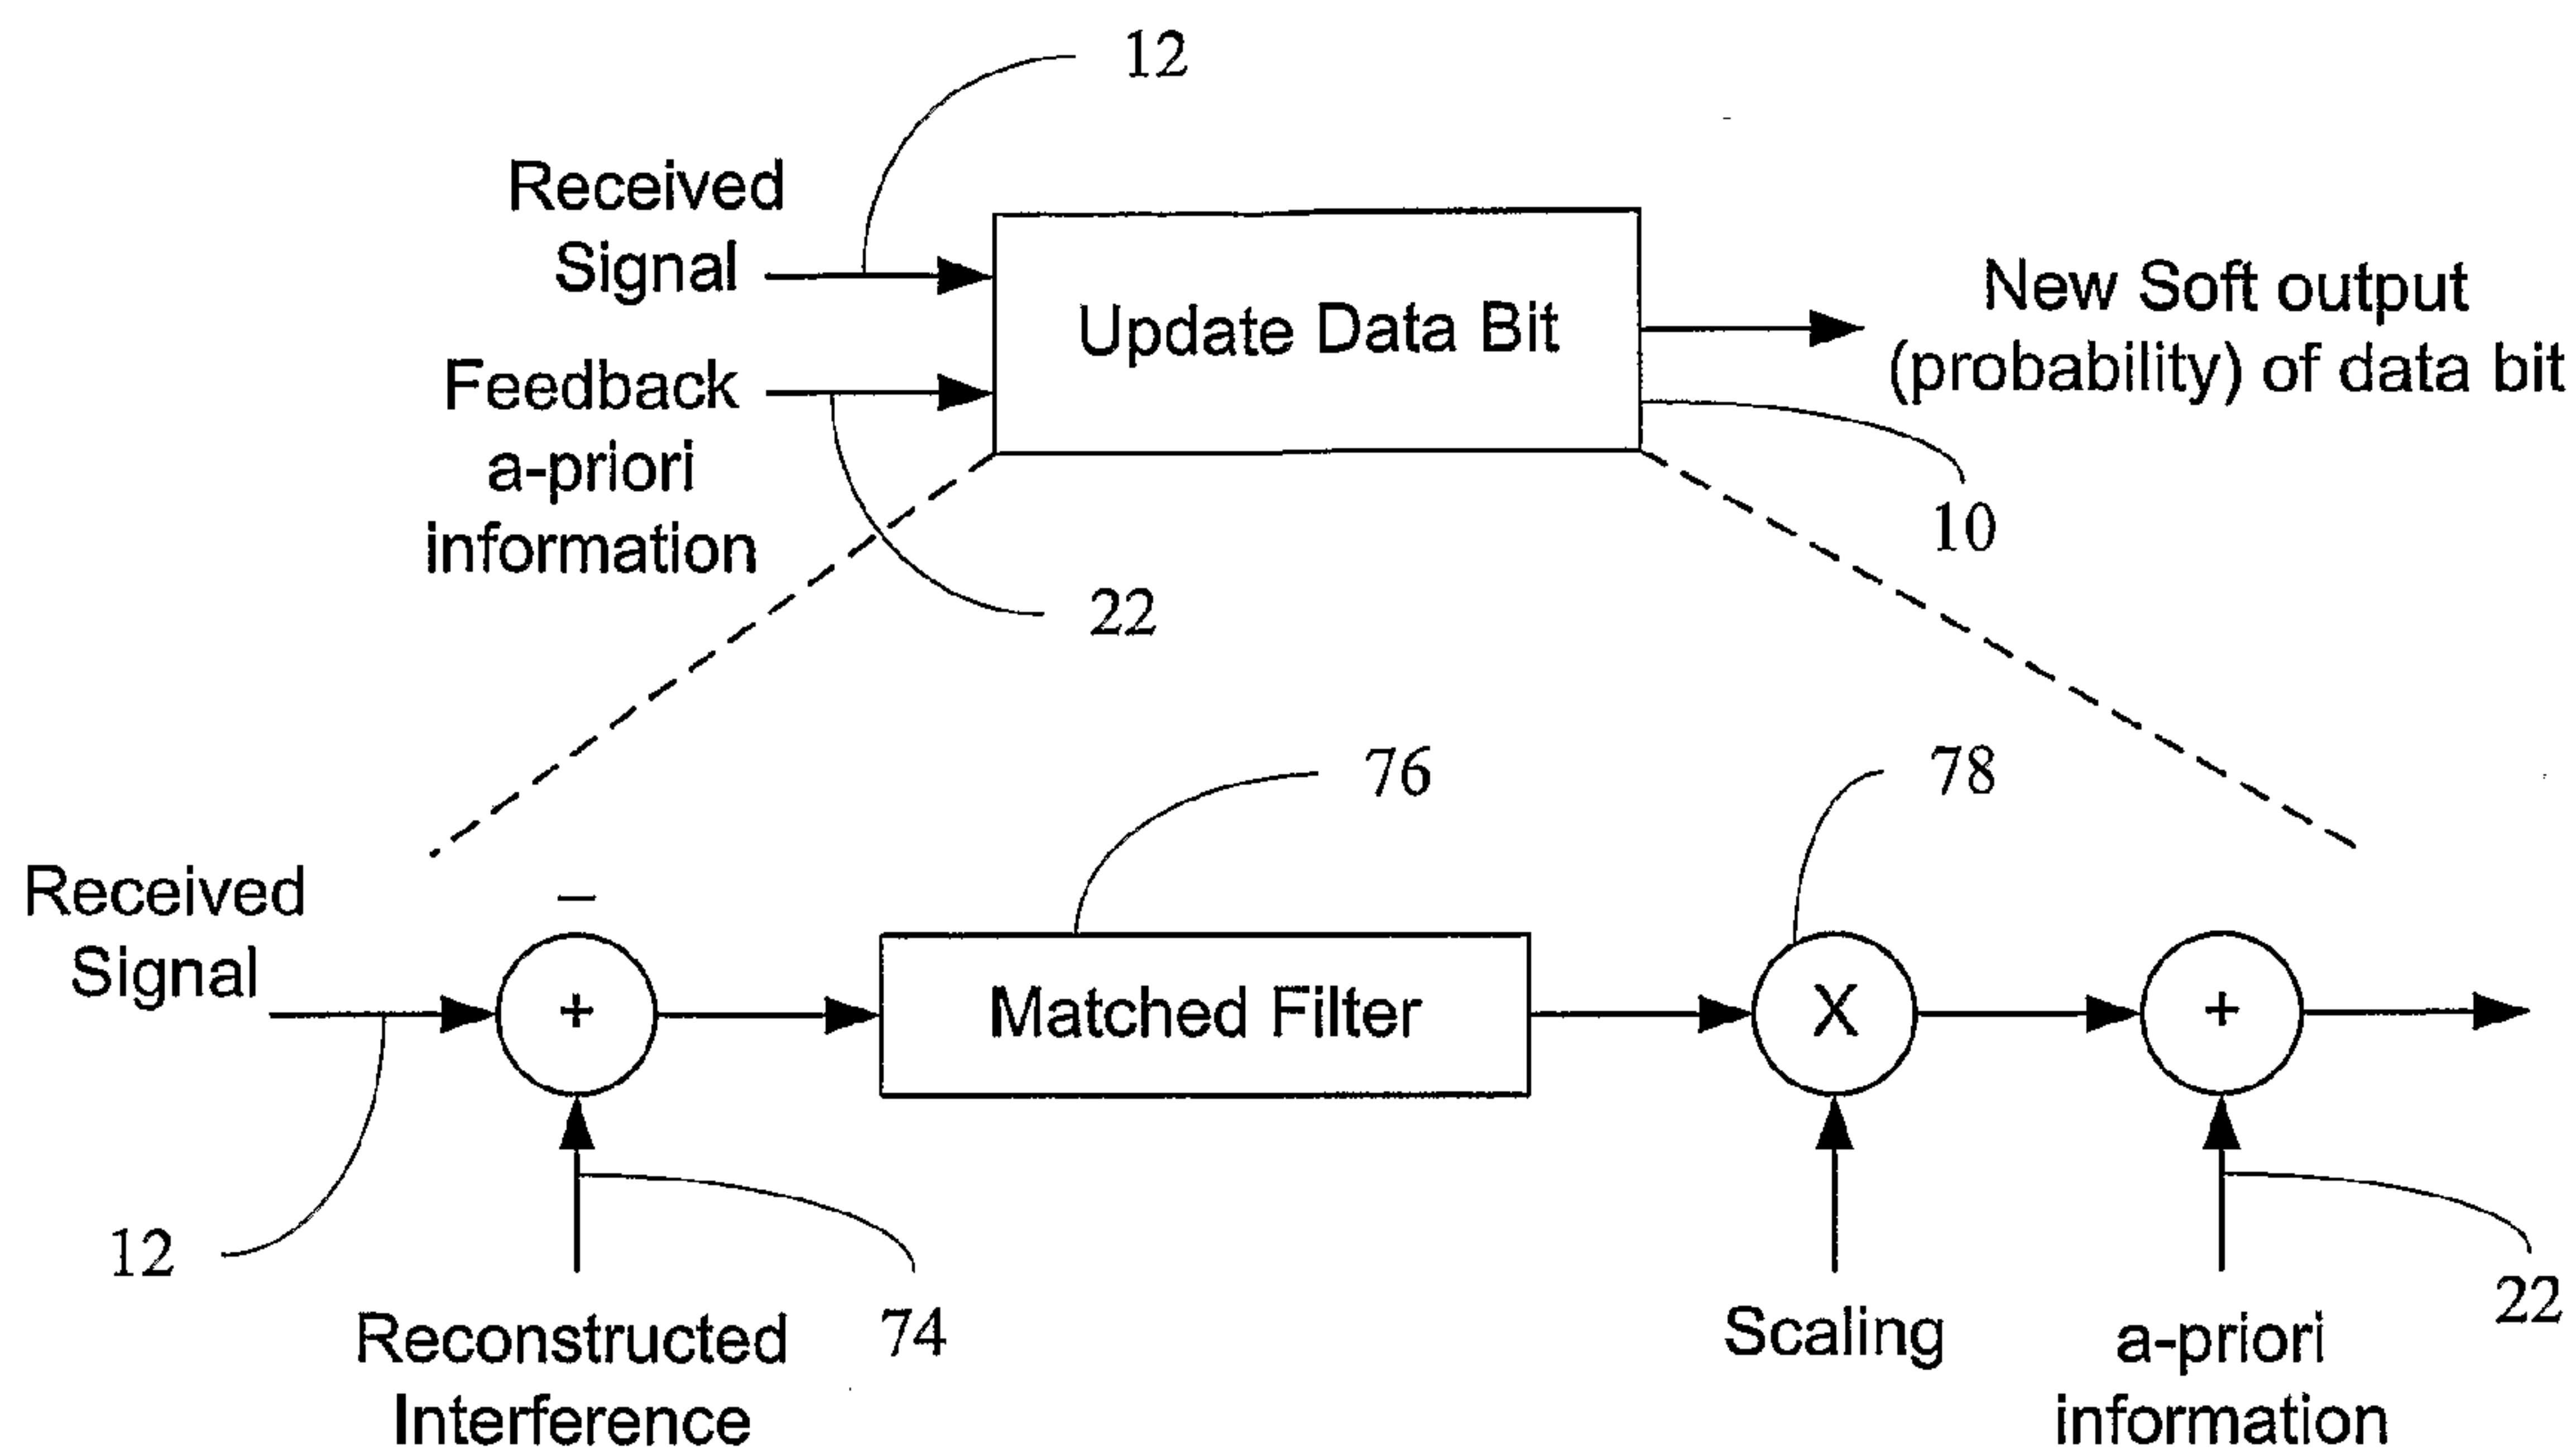 12
Received
Signal
Update Data Bit
New Soft output
(probability) of data bit
Feedback
a-priori
information
10
22
76
78
Received
Signal
–
+
Matched Filter
X
+
12
74
22
Reconstructed
Interference
Scaling
a-priori
information